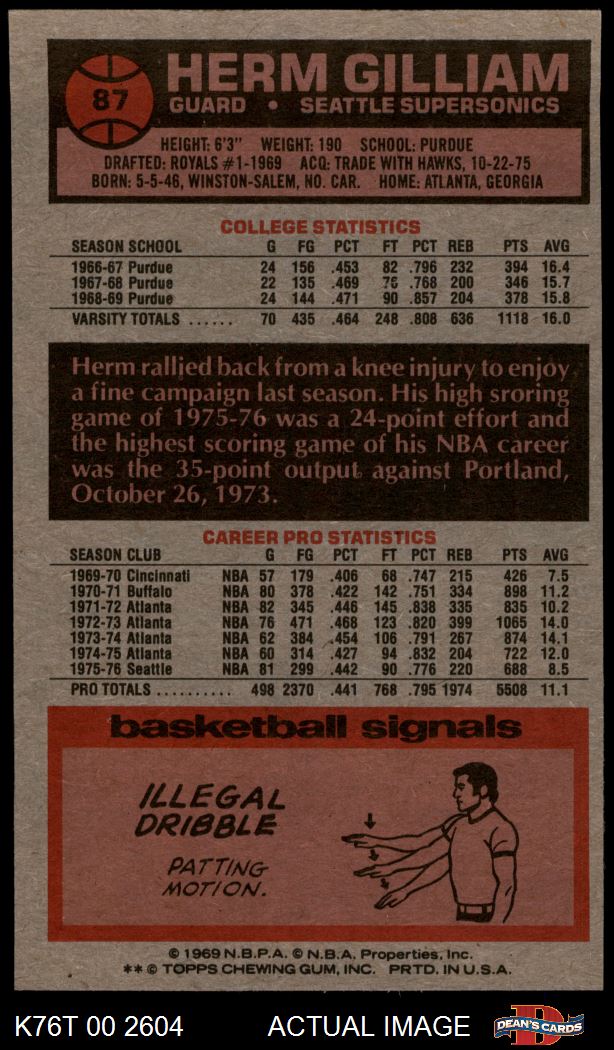 87
HERM GILLIAM
GUARD • SEATTLE SUPERSONICS
HEIGHT: 6'3" WEIGHT: 190 SCHOOL: PURDUE
DRAFTED: ROYALS #1-1969 ACQ: TRADE WITH HAWKS, 10-22-75
BORN: 5-5-46, WINSTON-SALEM, NO. CAR. HOME: ATLANTA, GEORGIA
COLLEGE STATISTICS
SEASON SCHOOL G FG PCT FT PCT REB PTS AVG
1966-67 Purdue 24 156 .453 82 .796 232 394 16.4
1967-68 Purdue 22 135 .469 76 .768 200 346 15.7
1968-69 Purdue 24 144 .471 90 .857 204 378 15.8
VARSITY TOTALS ...... 70 435 .464 248 .808 636 1118 16.0
Herm rallied back from a knee injury to enjoy
a fine campaign last season. His high sroring
game of 1975-76 was a 24-point effort and
the highest scoring game of his NBA career
was the 35-point output against Portland,
October 26, 1973.
CAREER PRO STATISTICS
SEASON CLUB G FG PCT FT PCT REB PTS AVG
1969-70 Cincinnati NBA 57 179 .406 68 .747 215 426 7.5
1970-71 Buffalo NBA 80 378 .422 142 .751 334 898 11.2
1971-72 Atlanta NBA 82 345 .446 145 .838 335 835 10.2
1972-73 Atlanta NBA 76 471 .468 123 .820 399 1065 14.0
1973-74 Atlanta NBA 62 384 .454 106 .791 267 874 14.1
1974-75 Atlanta NBA 60 314 .427 94 .832 204 722 12.0
1975-76 Seattle NBA 81 299 .442 90 .776 220 688 8.5
PRO TOTALS .......... 498 2370 .441 768 .795 1974 5508 11.1
basketball signals
ILLEGAL
DRIBBLE
PATTING
MOTION.
© 1969 N.B.P.A. © N.B.A. Properties, Inc.
** © TOPPS CHEWING GUM, INC. PRTD. IN U.S.A.
K76T 00 2604 ACTUAL IMAGE D DEAN'S CARDS